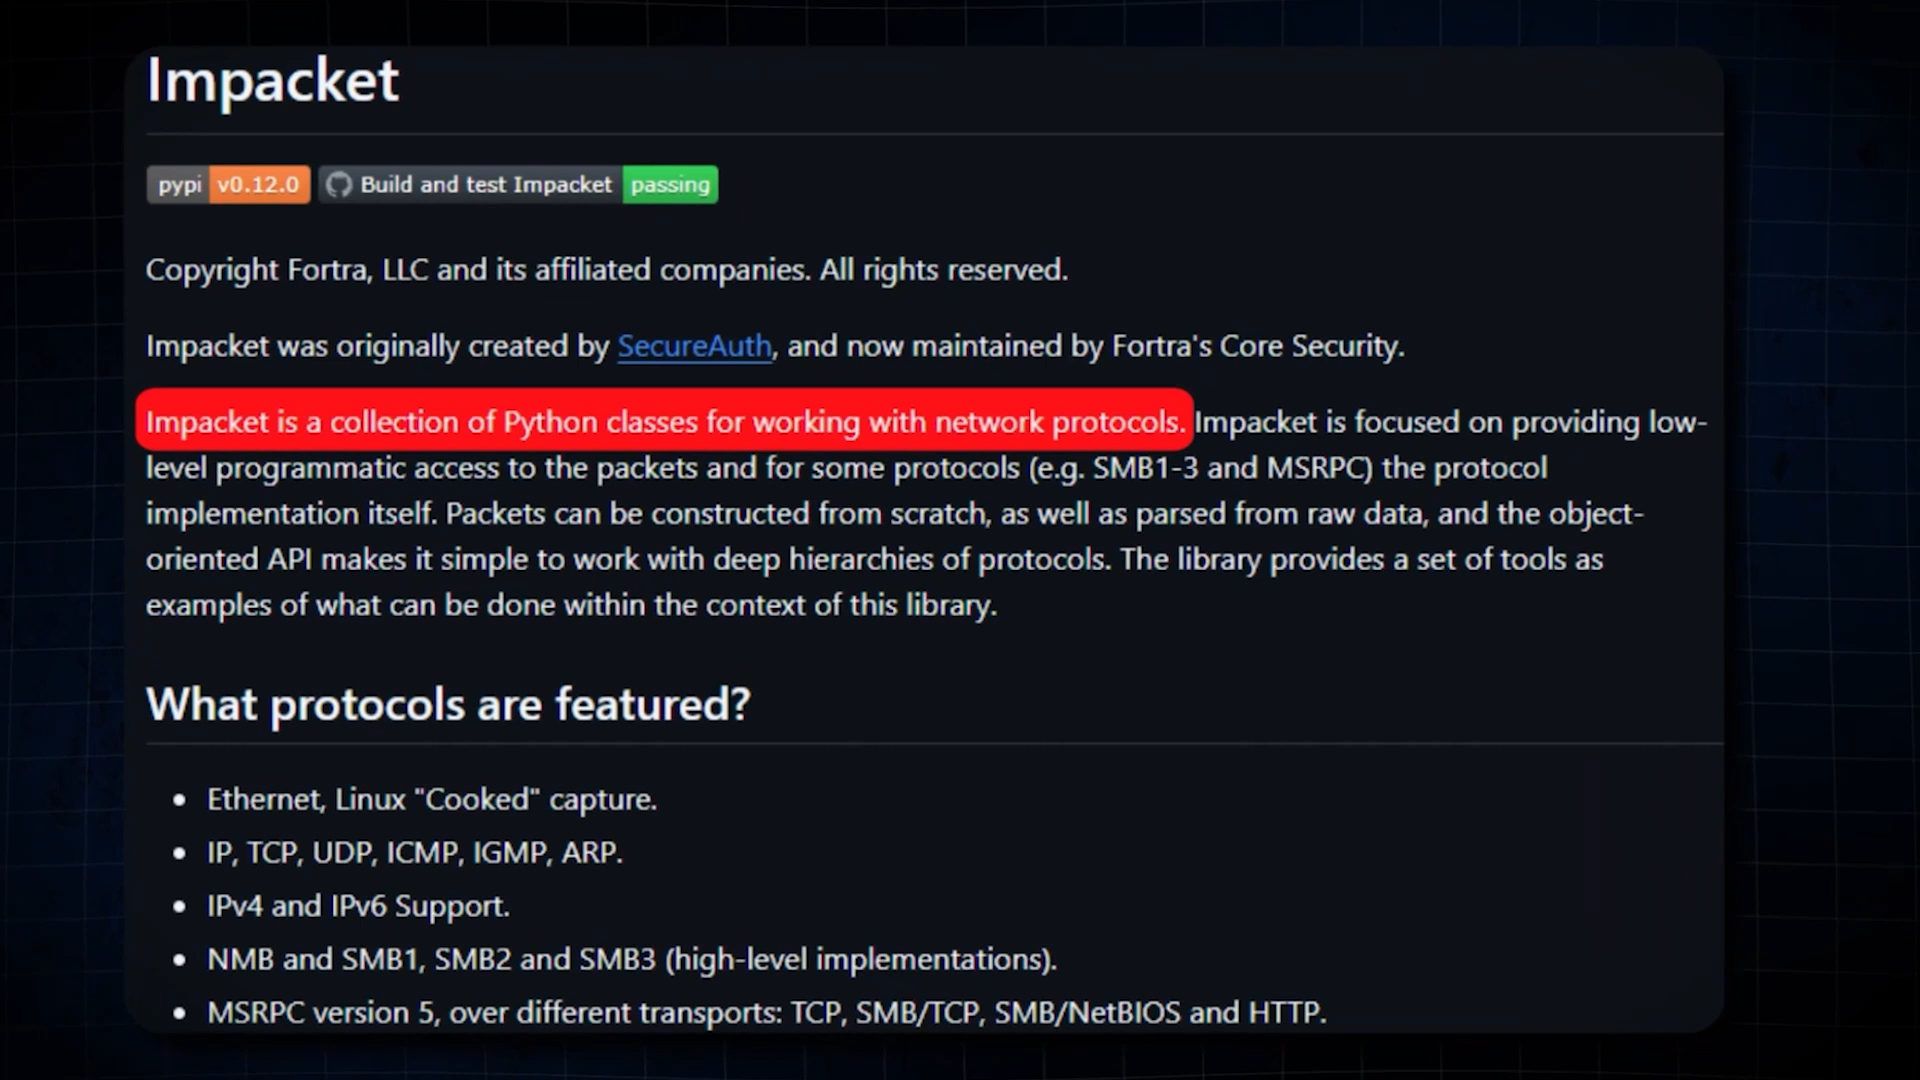 Impacket
pypi v0.12.0 Build and test Impacket passing
Copyright Fortra, LLC and its affiliated companies. All rights reserved.
Impacket was originally created by SecureAuth, and now maintained by Fortra's Core Security.
Impacket is a collection of Python classes for working with network protocols. Impacket is focused on providing low-
level programmatic access to the packets and for some protocols (e.g. SMB1-3 and MSRPC) the protocol
implementation itself. Packets can be constructed from scratch, as well as parsed from raw data, and the object-
oriented API makes it simple to work with deep hierarchies of protocols. The library provides a set of tools as
examples of what can be done within the context of this library.
What protocols are featured?
• Ethernet, Linux "Cooked" capture.
• IP, TCP, UDP, ICMP, IGMP, ARP.
• IPv4 and IPv6 Support.
• NMB and SMB1, SMB2 and SMB3 (high-level implementations).
• MSRPC version 5, over different transports: TCP, SMB/TCP, SMB/NetBIOS and HTTP.